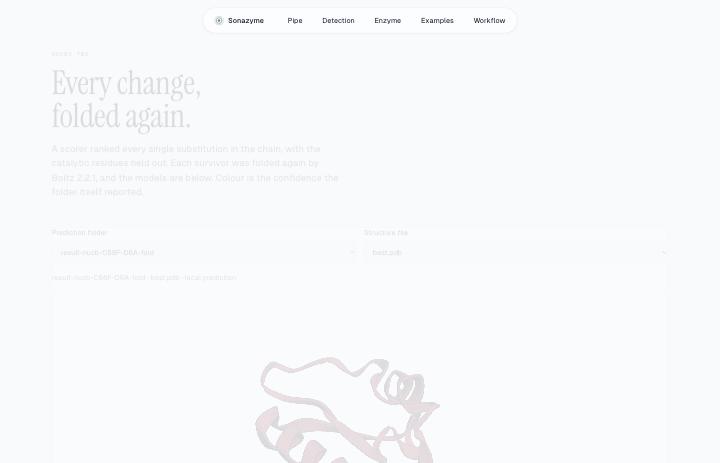 Sonazyme Pipe Detection Enzyme Examples Workflow
Every change,
folded again.
A scorer ranked every single substitution in the chain, with the
catalytic residues held out. Each survivor was folded again by
Boltz 2.2.1, and the models are below. Colour is the confidence the
folder itself reported.
Prediction folder Structure file
best.pdb